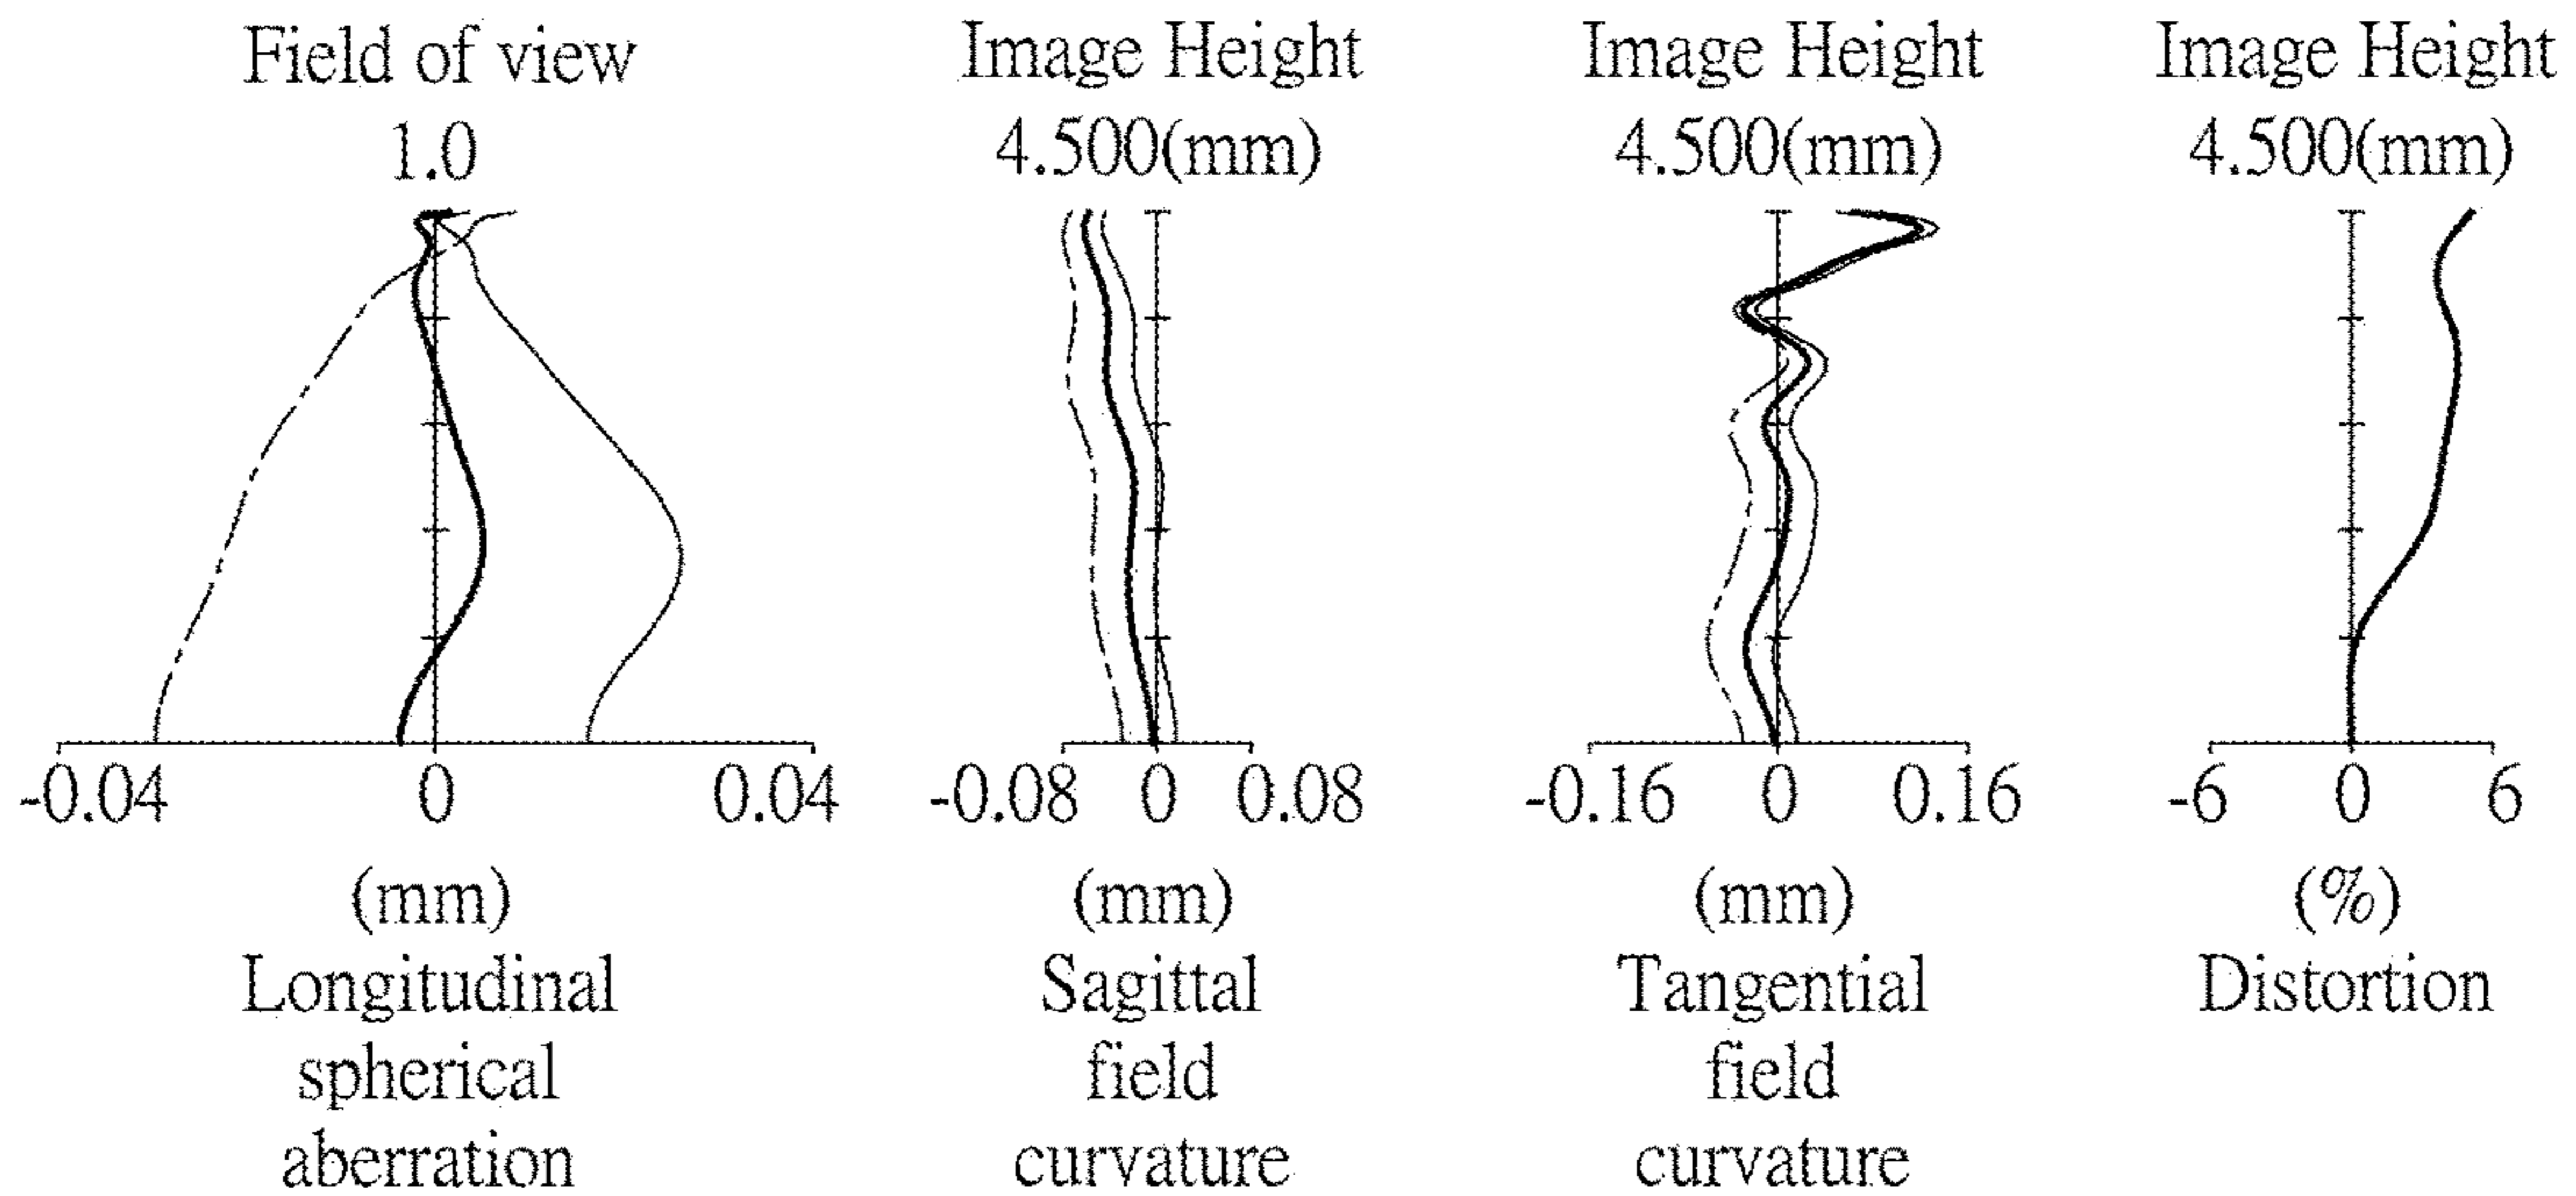 Field of view
1.0
-0.04 0 0.04
(mm)
Longitudinal
spherical
aberration
Image Height
4.500(mm)
-0.08 0 0.08
(mm)
Sagittal
field
curvature
Image Height
4.500(mm)
-0.16 0 0.16
(mm)
Tangential
field
curvature
Image Height
4.500(mm)
-6 0 6
(%)
Distortion